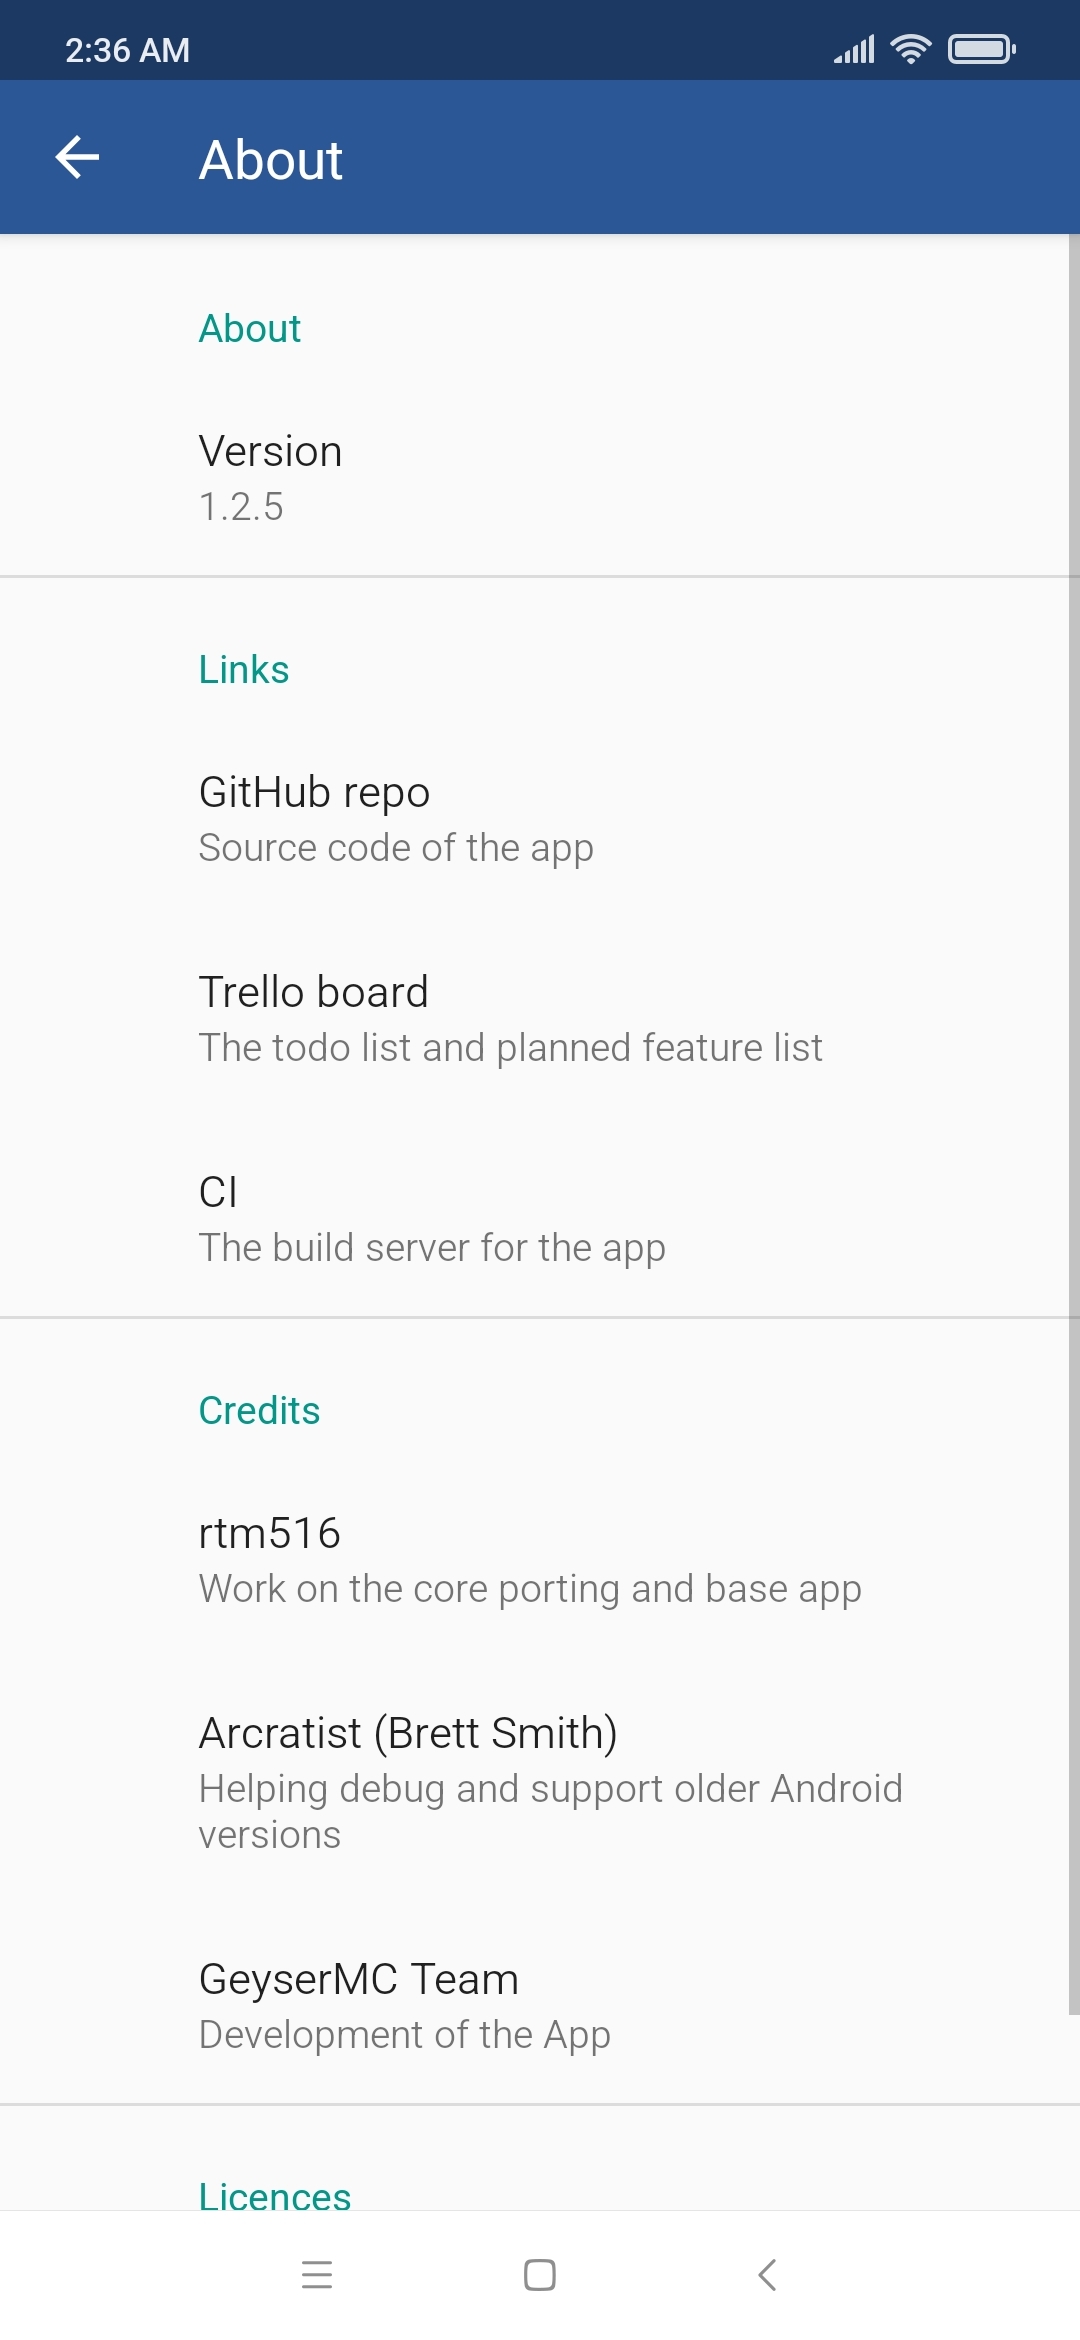 2:36 AM
About
About
Version
1.2.5
Links
GitHub repo
Source code of the app
Trello board
The todo list and planned feature list
CI
The build server for the app
Credits
rtm516
Work on the core porting and base app
Arcratist (Brett Smith)
Helping debug and support older Android
versions
GeyserMC Team
Development of the App
Licences